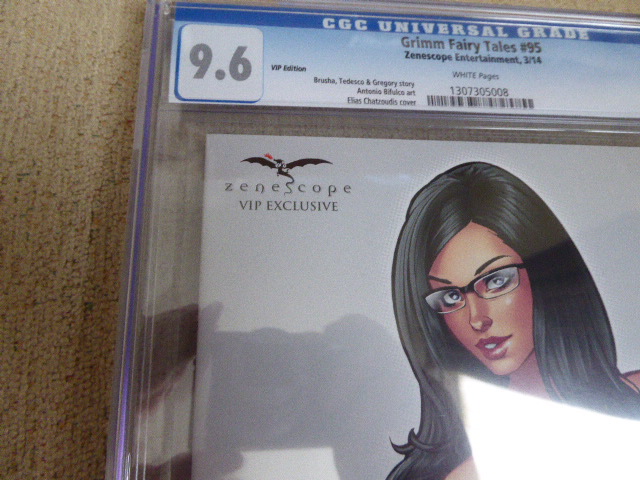 CGC UNIVERSAL GRADE
9.6
VIP Edition
Grimm Fairy Tales #95
Zenescope Entertainment, 3/14
WHITE Pages
Brusha, Tedesco & Gregory story
Antonio Bifulco art
Elias Chatzoudis cover
1307305008
zenescope
VIP EXCLUSIVE